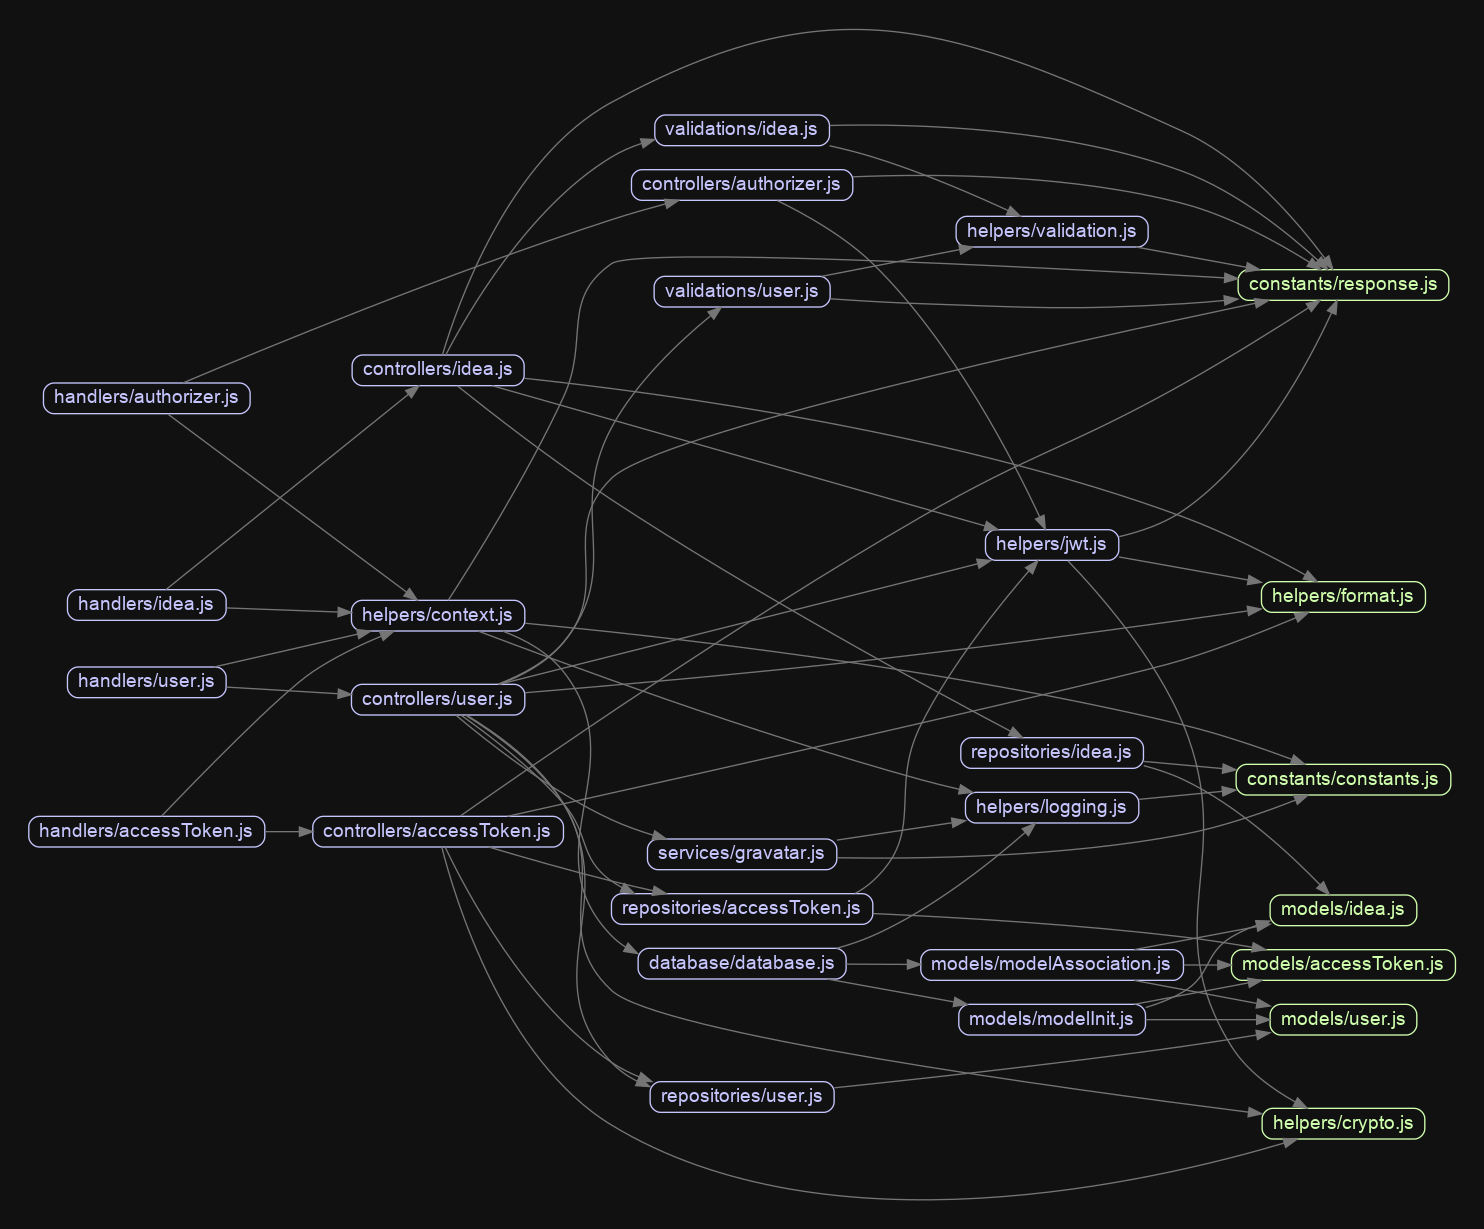 validations/idea.js
controllers/authorizer.js
helpers/validation.js
constants/response.js
validations/user.js
controllers/idea.js
handlers/authorizer.js
helpers/jwt.js
helpers/format.js
handlers/idea.js
helpers/context.js
handlers/user.js
controllers/user.js
repositories/idea.js
constants/constants.js
helpers/logging.js
handlers/accessToken.js
controllers/accessToken.js
services/gravatar.js
repositories/accessToken.js
models/idea.js
database/database.js
models/modelAssociation.js
models/accessToken.js
models/modelInit.js
models/user.js
repositories/user.js
helpers/crypto.js